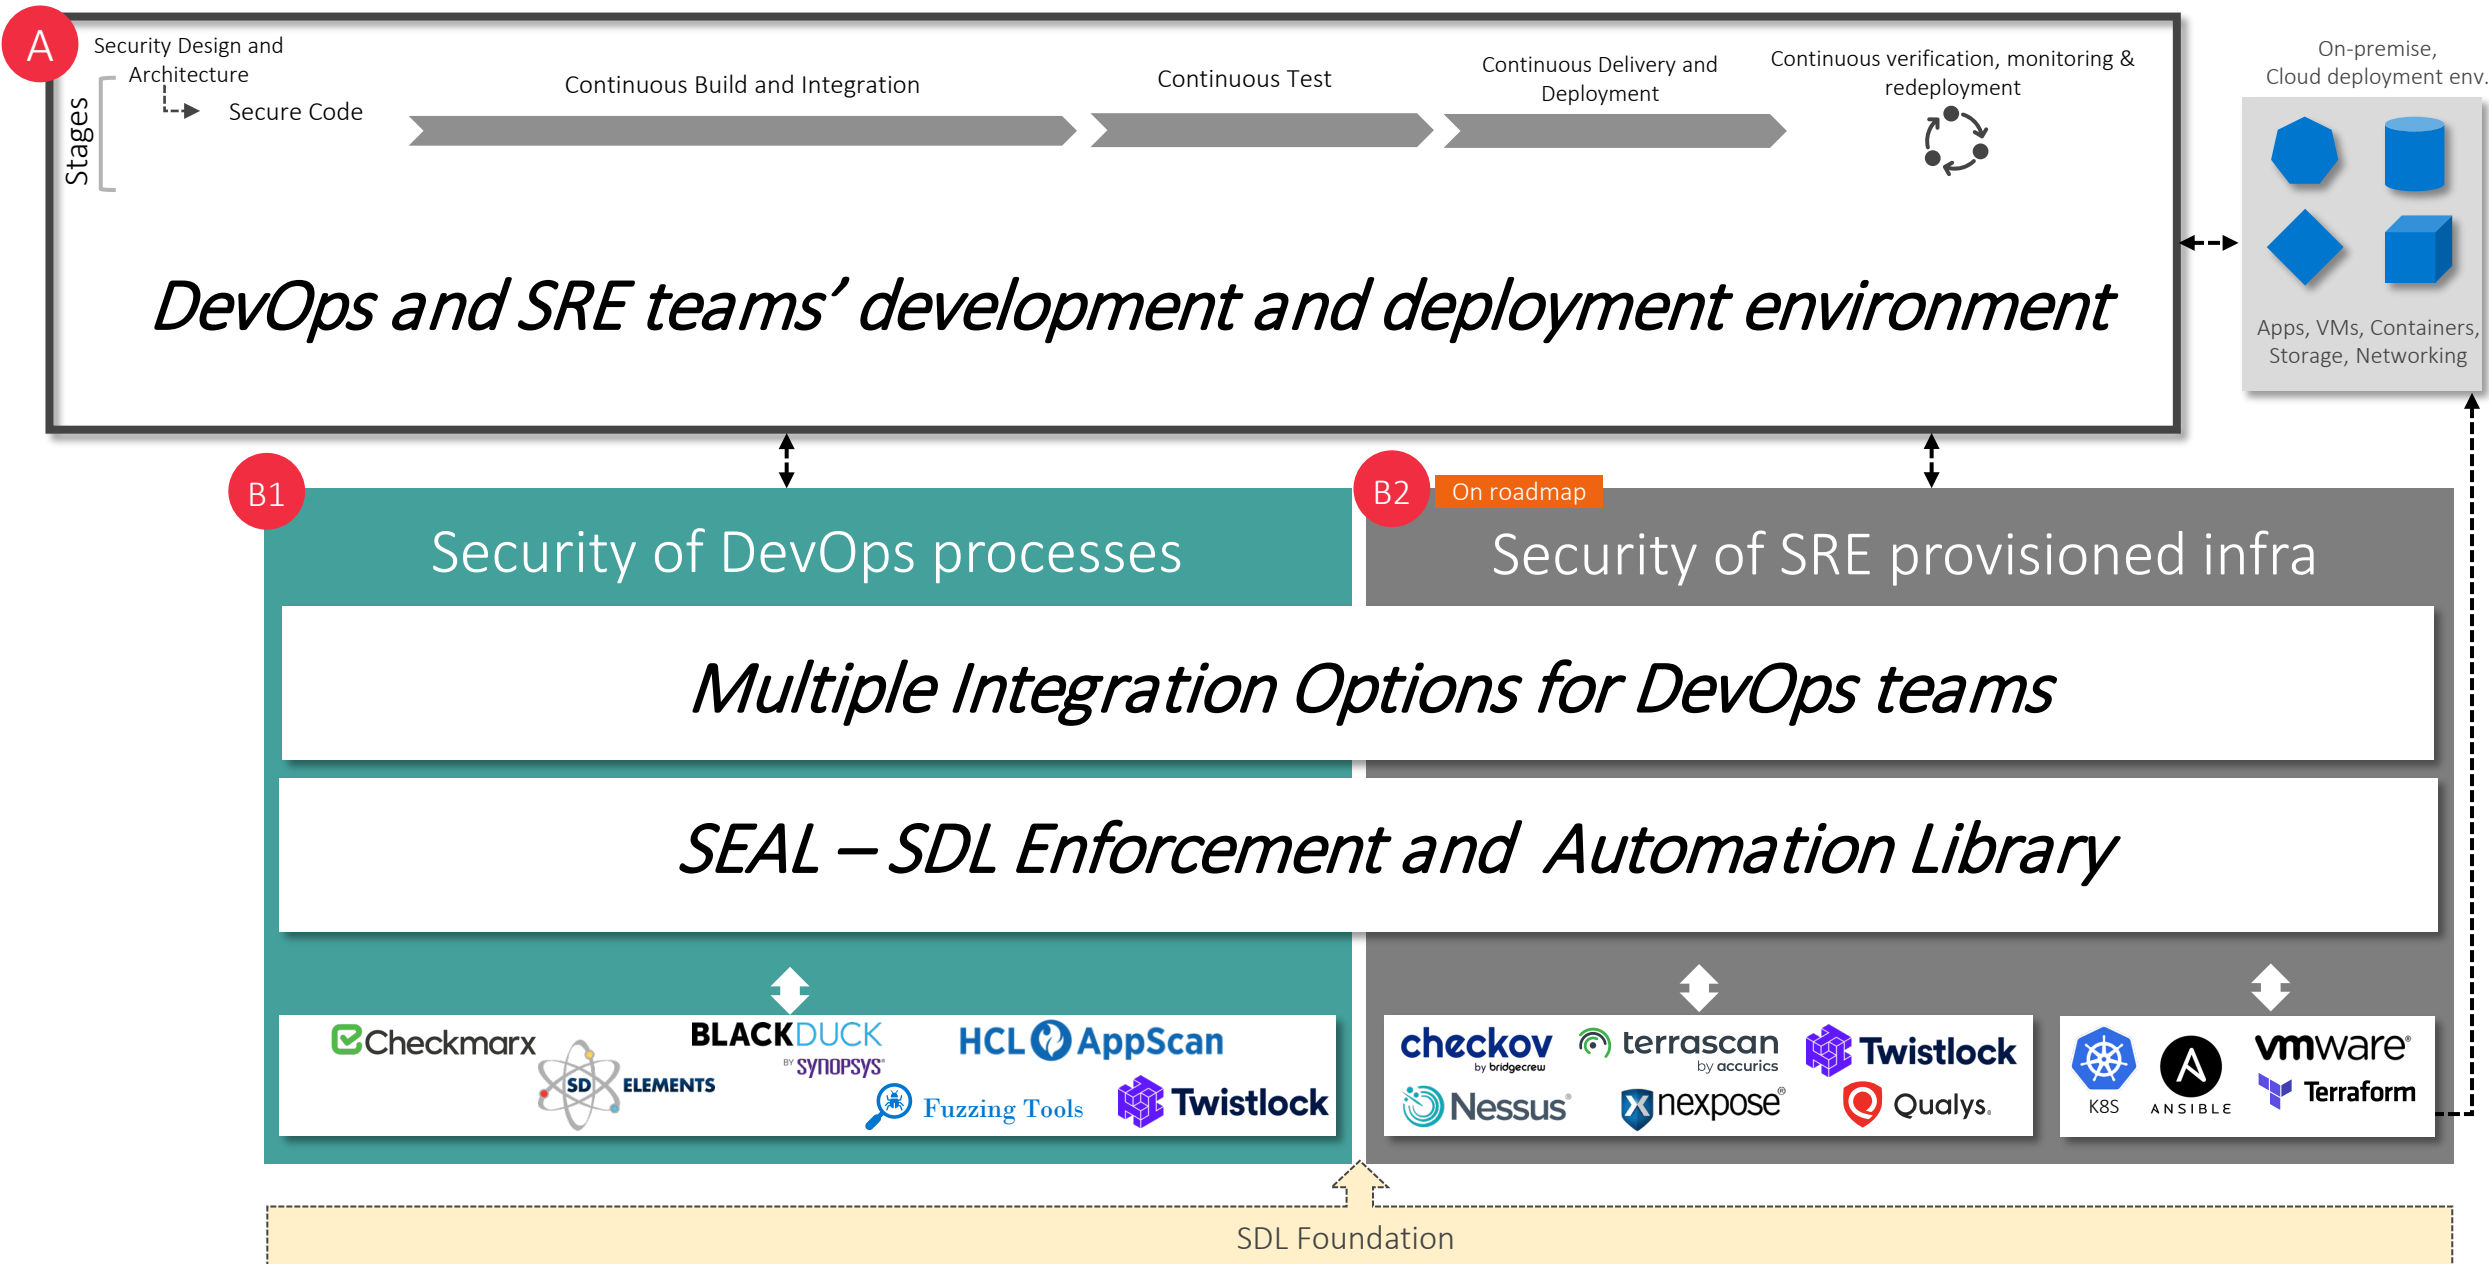 A
Security Design and
Architecture
Secure Code
Stages
Continuous Build and Integration
Continuous Test
Continuous Delivery and
Deployment
Continuous verification, monitoring &
redeployment
On-premise,
Cloud deployment env.
DevOps and SRE teams’ development and deployment environment
Apps, VMs, Containers,
Storage, Networking
B1
Security of DevOps processes
B2
On roadmap
Security of SRE provisioned infra
Multiple Integration Options for DevOps teams
SEAL – SDL Enforcement and Automation Library
Checkmarx
SD ELEMENTS
BLACKDUCK
BY SYNOPSYS®
HCL AppScan
Fuzzing Tools
Twistlock
checkov
by bridgecrew
terrascan
by accurics
Twistlock
Nessus®
nexpose®
Qualys.
K8S
A
ANSIBLE
vmware®
Terraform
SDL Foundation